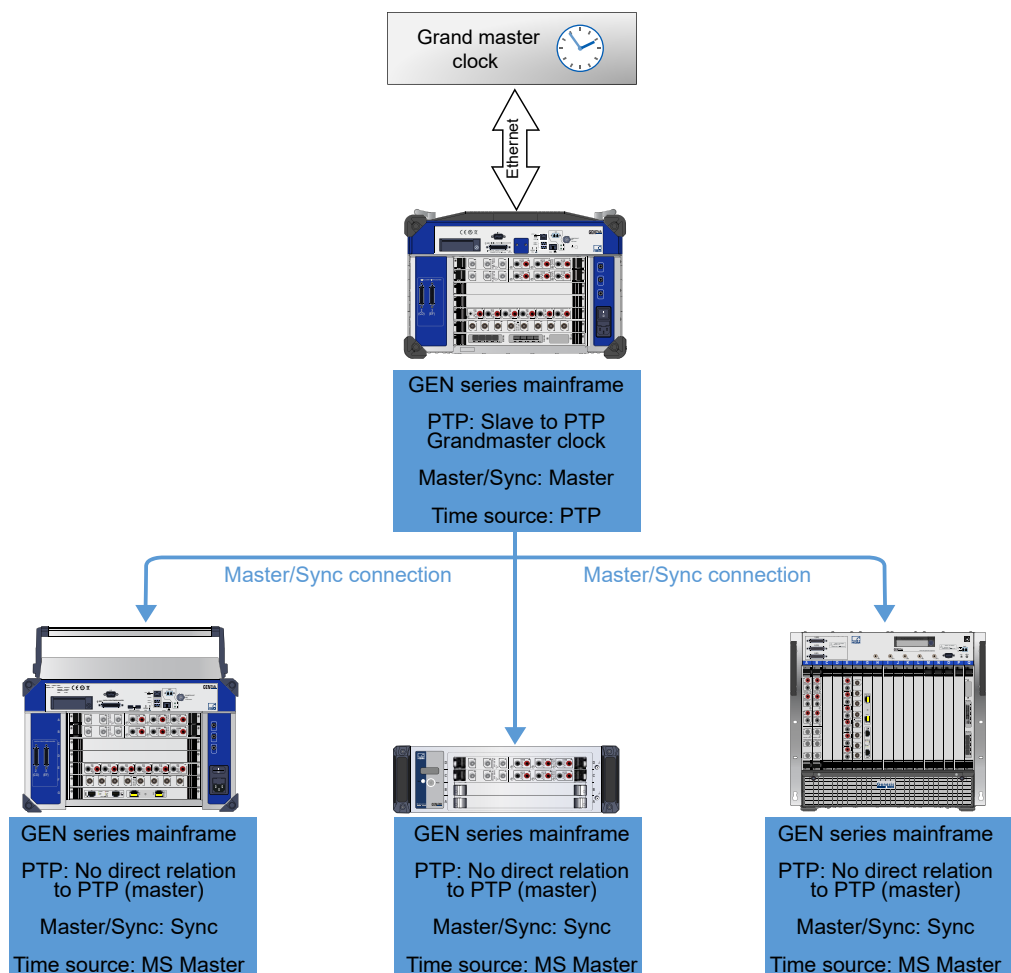 Grand master
clock
Ethernet
GEN series mainframe
PTP: Slave to PTP
Grandmaster clock
Master/Sync: Master
Time source: PTP
Master/Sync connection
Master/Sync connection
GEN series mainframe
PTP: No direct relation
to PTP (master)
Master/Sync: Sync
Time source: MS Master
GEN series mainframe
PTP: No direct relation
to PTP (master)
Master/Sync: Sync
Time source: MS Master
GEN series mainframe
PTP: No direct relation
to PTP (master)
Master/Sync: Sync
Time source: MS Master